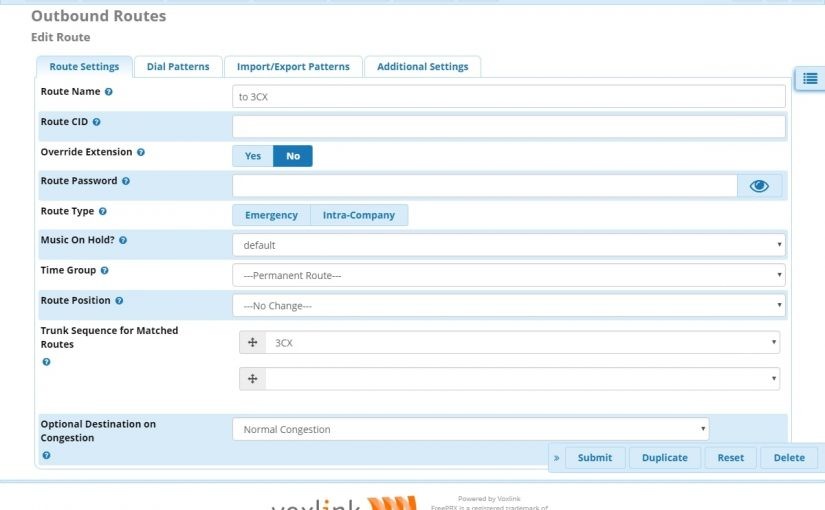 Outbound Routes
Edit Route
Route Settings Dial Patterns Import/Export Patterns Additional Settings
Route Name to 3CX
Route CID
Override Extension Yes No
Route Password
Route Type Emergency Intra-Company
Music On Hold? default
Time Group ---Permanent Route---
Route Position ---No Change---
Trunk Sequence for Matched
Routes
3CX
Optional Destination on
Congestion
Normal Congestion
» Submit Duplicate Reset Delete
voxlink
Powered by Voxlink
FreePBX is a registered trademark of